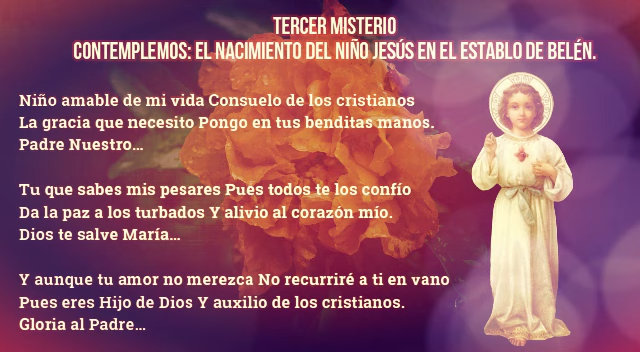 TERCER MISTERIO
CONTEMPLEMOS: EL NACIMIENTO DEL NIÑO JESÚS EN EL ESTABLO DE BELÉN.
Niño amable de mi vida Consuelo de los cristianos
La gracia que necesito Pongo en tus benditas manos.
Padre Nuestro...
Tu que sabes mis pesares Pues todos te los confío
Da la paz a los turbados Y alivio al corazón mío.
Dios te salve María...
Y aunque tu amor no merezca No recurriré a ti en vano
Pues eres Hijo de Dios Y auxilio de los cristianos.
Gloria al Padre...